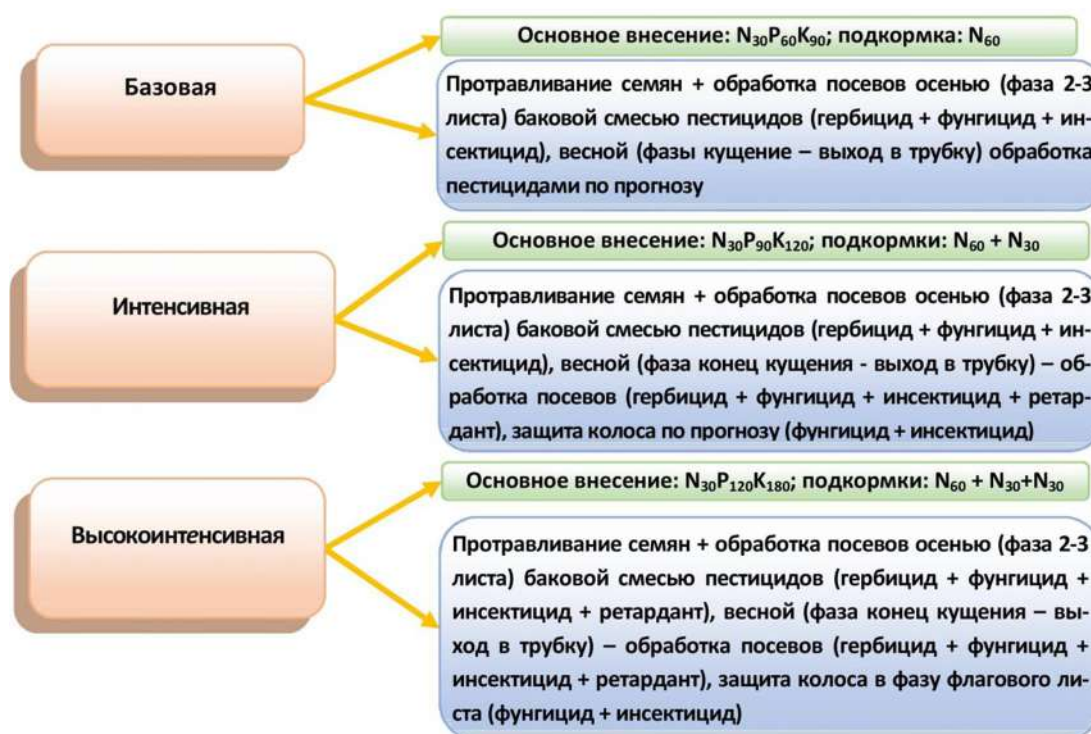 Базовая
Основное внесение: N₃₀P₆₀K₉₀; подкормка: N₆₀
Протравливание семян + обработка посевов осенью (фаза 2-3
листа) баковой смесью пестицидов (гербицид + фунгицид + ин-
сектицид), весной (фазы кущение – выход в трубку) обработка
пестицидами по прогнозу
Интенсивная
Основное внесение: N₃₀P₉₀K₁₂₀; подкормки: N₆₀ + N₃₀
Протравливание семян + обработка посевов осенью (фаза 2-3
листа) баковой смесью пестицидов (гербицид + фунгицид + ин-
сектицид), весной (фаза конец кущения - выход в трубку) – об-
работка посевов (гербицид + фунгицид + инсектицид + ретар-
дант), защита колоса по прогнозу (фунгицид + инсектицид)
Высокоинтенсивная
Основное внесение: N₃₀P₁₂₀K₁₈₀; подкормки: N₆₀ + N₃₀+N₃₀
Протравливание семян + обработка посевов осенью (фаза 2-3
листа) баковой смесью пестицидов (гербицид + фунгицид +
инсектицид + ретардант), весной (фаза конец кущения – вы-
ход в трубку) – обработка посевов (гербицид + фунгицид +
инсектицид + ретардант), защита колоса в фазу флагового ли-
ста (фунгицид + инсектицид)